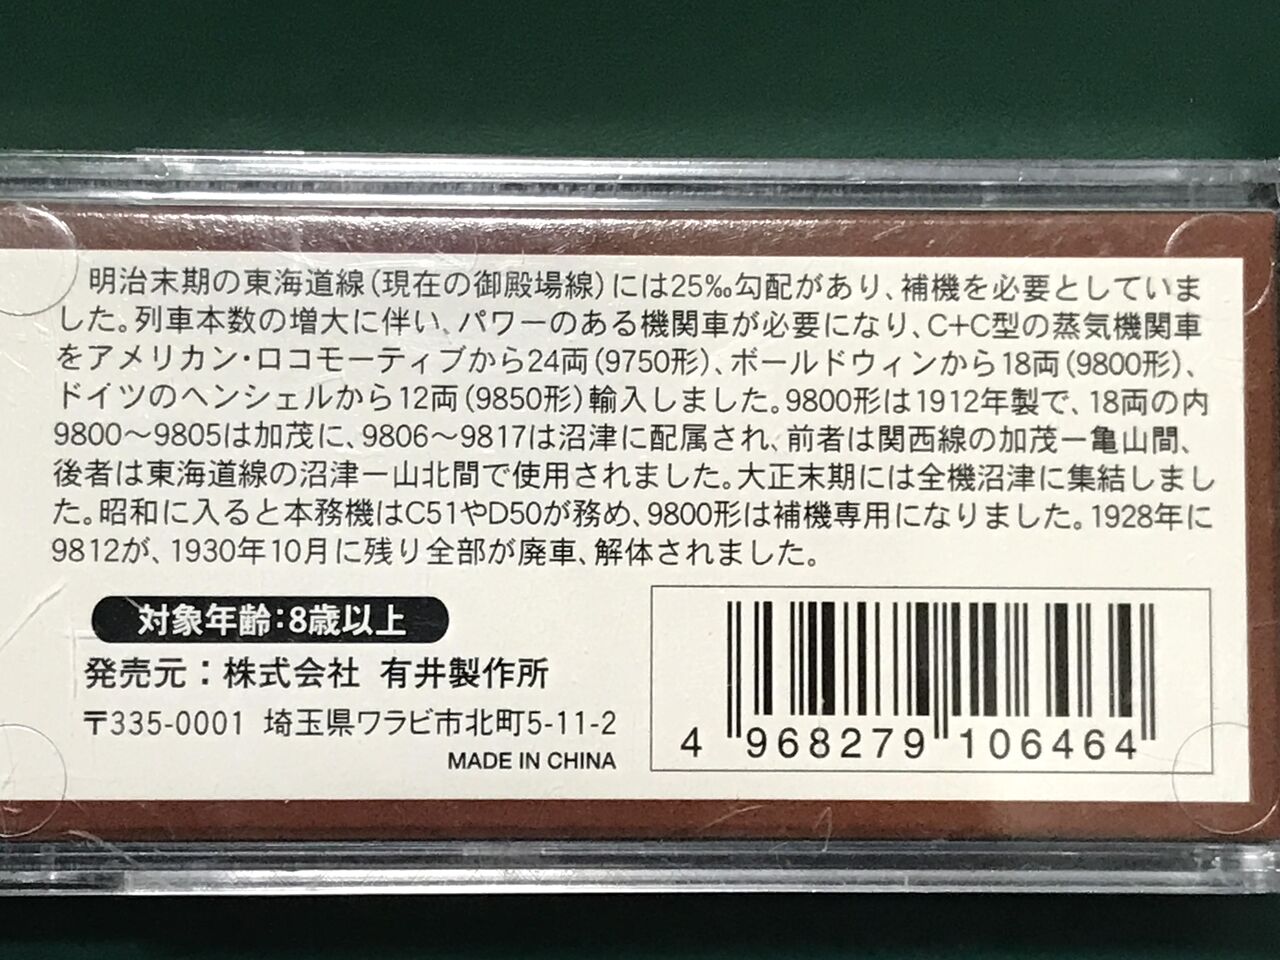 明治末期の東海道線(現在の御殿場線)には25‰勾配があり、補機を必要としていま
した。列車本数の増大に伴い、パワーのある機関車が必要になり、C+C型の蒸気機関車
をアメリカン・ロコモーティブから24両(9750形)、ボールドウィンから18両(9800形)、
ドイツのヘンシェルから12両(9850形)輸入しました。9800形は1912年製で、18両の内
9800～9805は加茂に、9806～9817は沼津に配属され、前者は関西線の加茂ー亀山間、
後者は東海道線の沼津ー山北間で使用されました。大正末期には全機沼津に集結しまし
た。昭和に入ると本務機はC51やD50が務め、9800形は補機専用になりました。1928年に
9812が、1930年10月に残り全部が廃車、解体されました。
対象年齢:8歳以上
発売元：株式会社 有井製作所
〒335-0001 埼玉県ワラビ市北町5-11-2
MADE IN CHINA
4 968279 106464